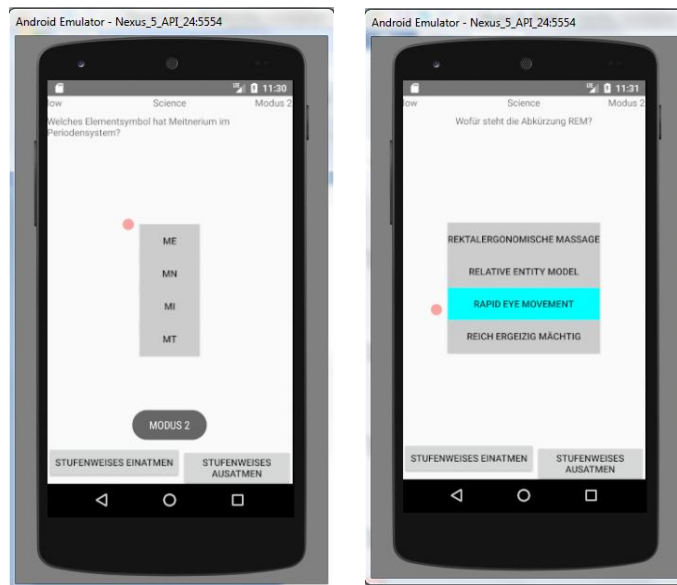 Android Emulator - Nexus_5_API_24:5554
11:30
low Science Modus 2
Welches Elementsymbol hat Meitnerium im
Periodensystem?
ME
MN
MI
MT
MODUS 2
STUFENWEISES EINATMEN
STUFENWEISES
AUSATMEN
Android Emulator - Nexus_5_API_24:5554
11:31
low Science Modus 2
Wofür steht die Abkürzung REM?
REKTALERGONOMISCHE MASSAGE
RELATIVE ENTITY MODEL
RAPID EYE MOVEMENT
REICH ERGEIZIG MÄCHTIG
STUFENWEISES EINATMEN
STUFENWEISES
AUSATMEN